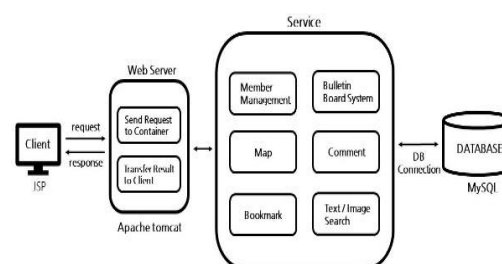 Service
Web Server
Client
JSP
request
response
Send Request
to Container
Transfer Result
to Client
Apache tomcat
Member
Management
Bulletin
Board System
Map
Comment
Bookmark
Text / Image
Search
DB
Connection
DATABASE
MySQL